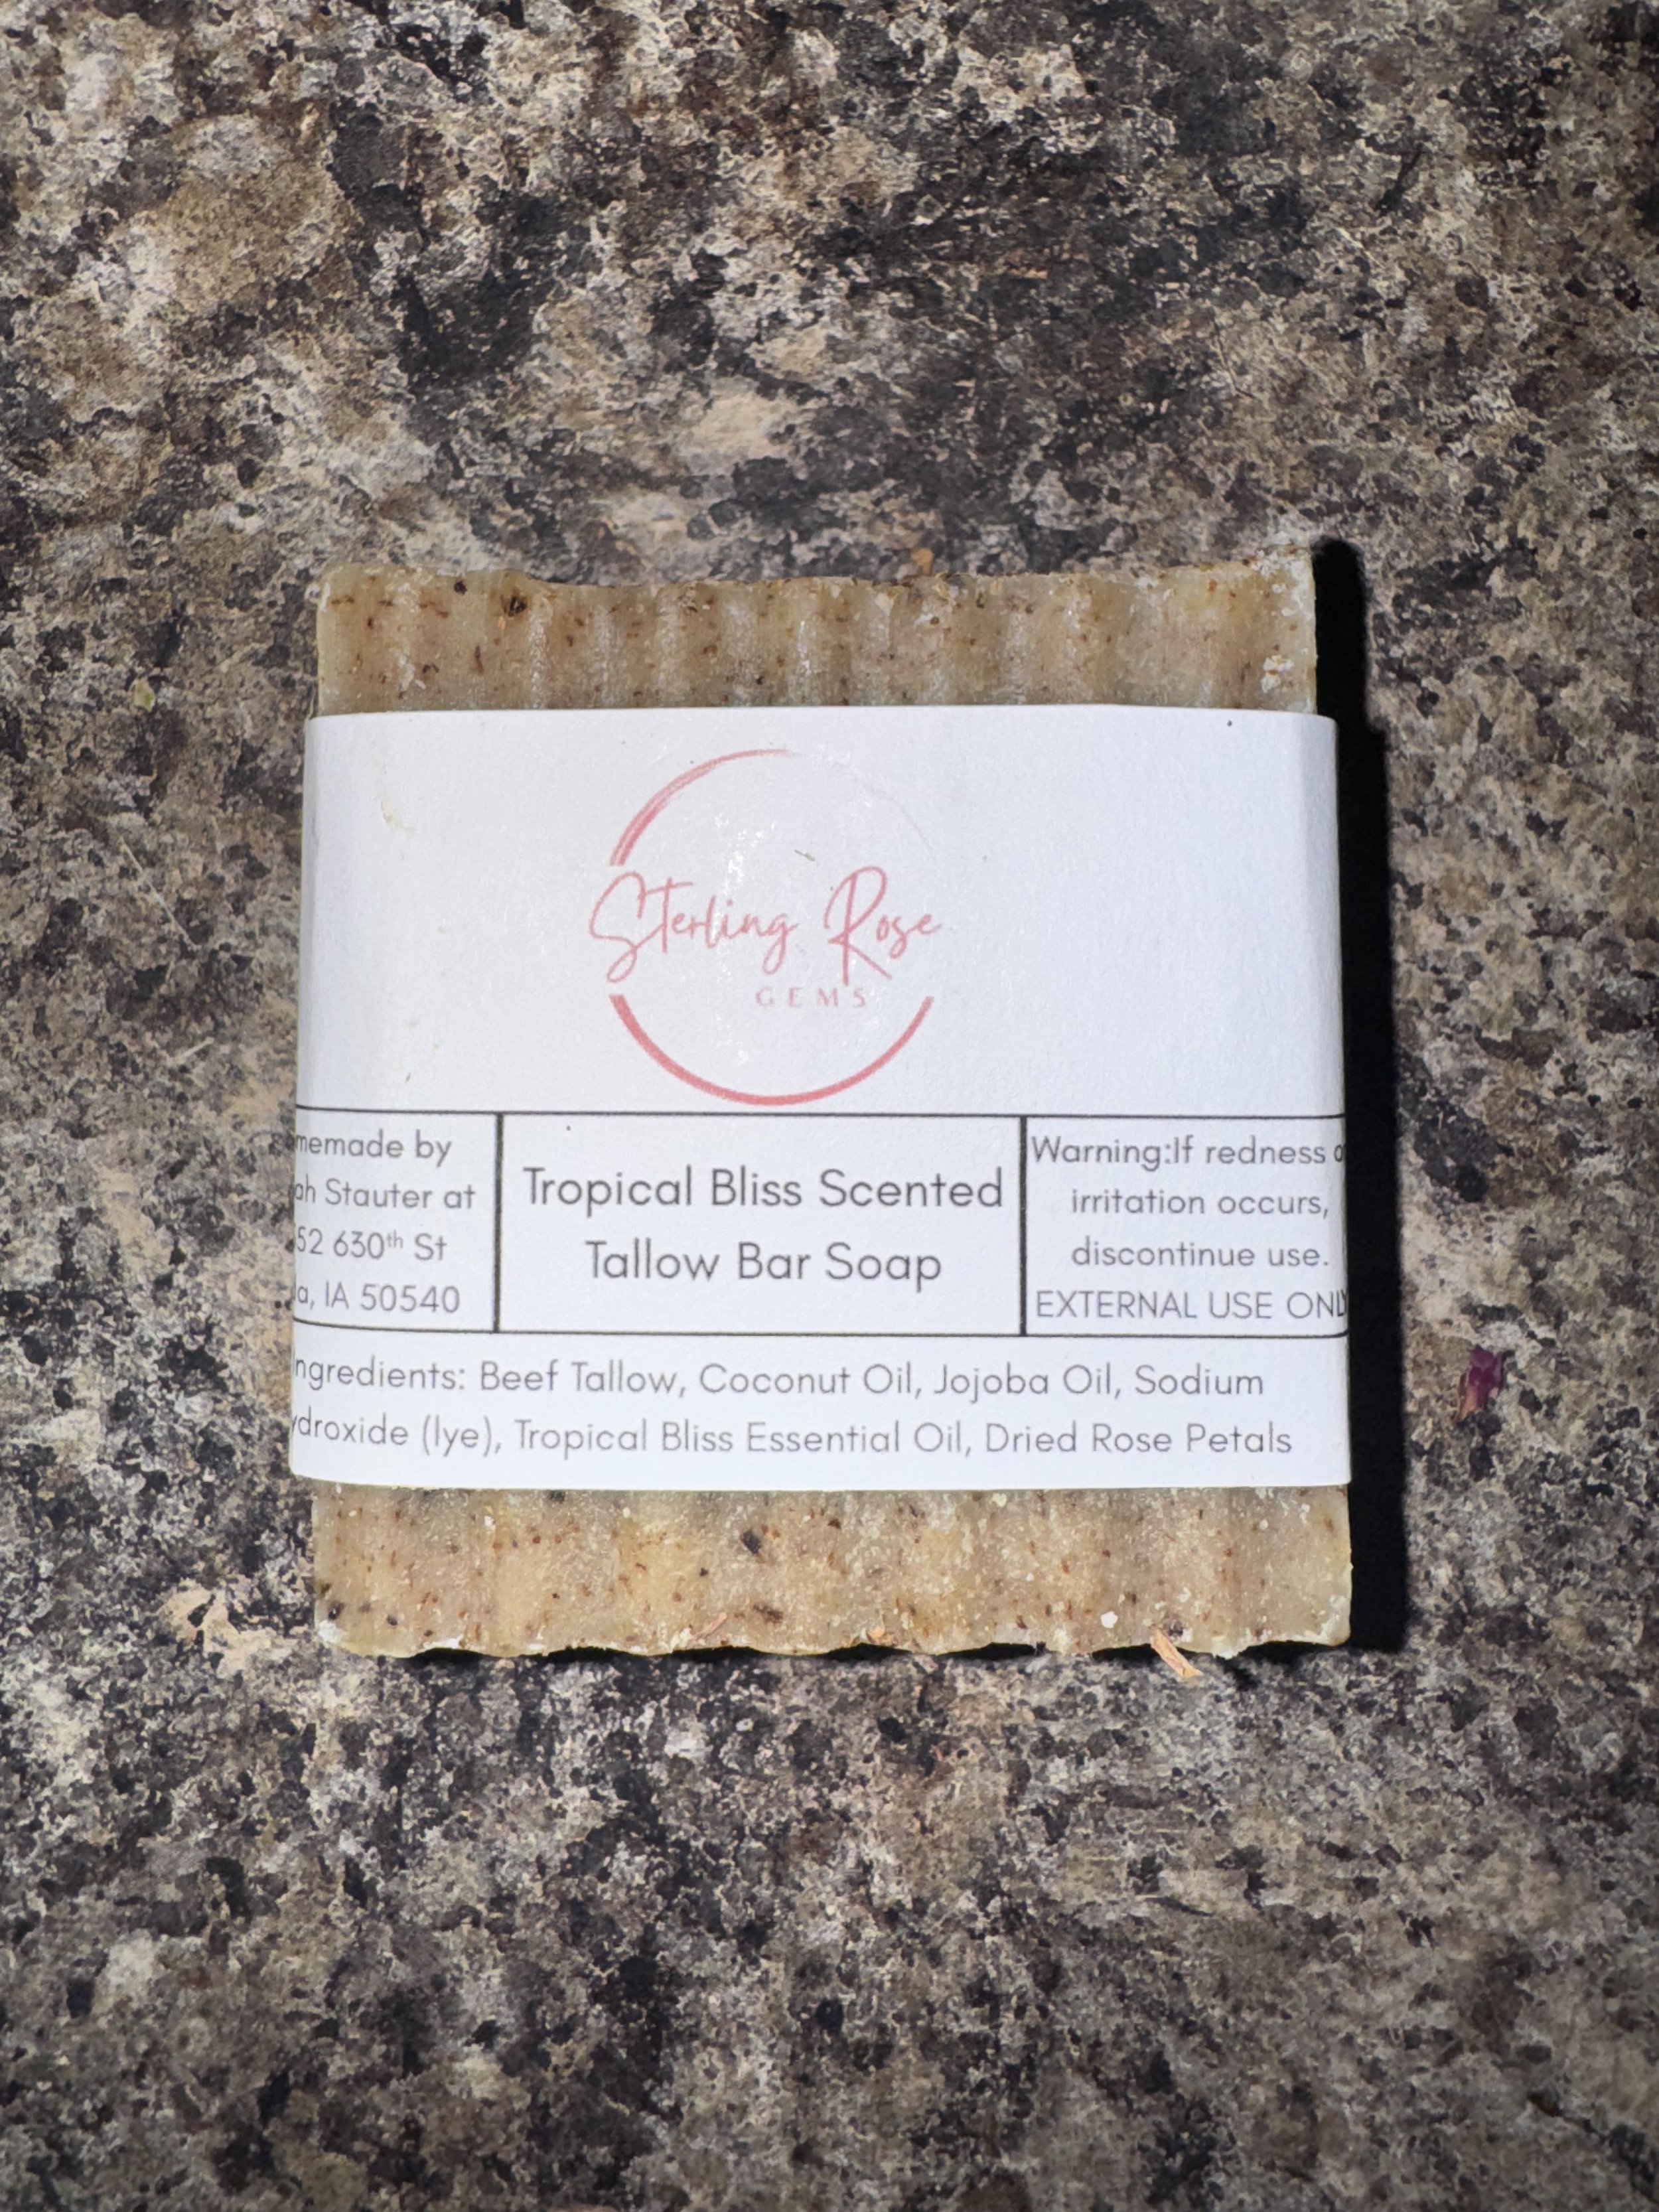 Sterling Rose
GEMS
memade by
ah Stauter at
52 630th St
a, IA 50540
Tropical Bliss Scented
Tallow Bar Soap
Warning:If redness
irritation occurs,
discontinue use.
EXTERNAL USE ONLY
ngredients: Beef Tallow, Coconut Oil, Jojoba Oil, Sodium
ydroxide (lye), Tropical Bliss Essential Oil, Dried Rose Petals